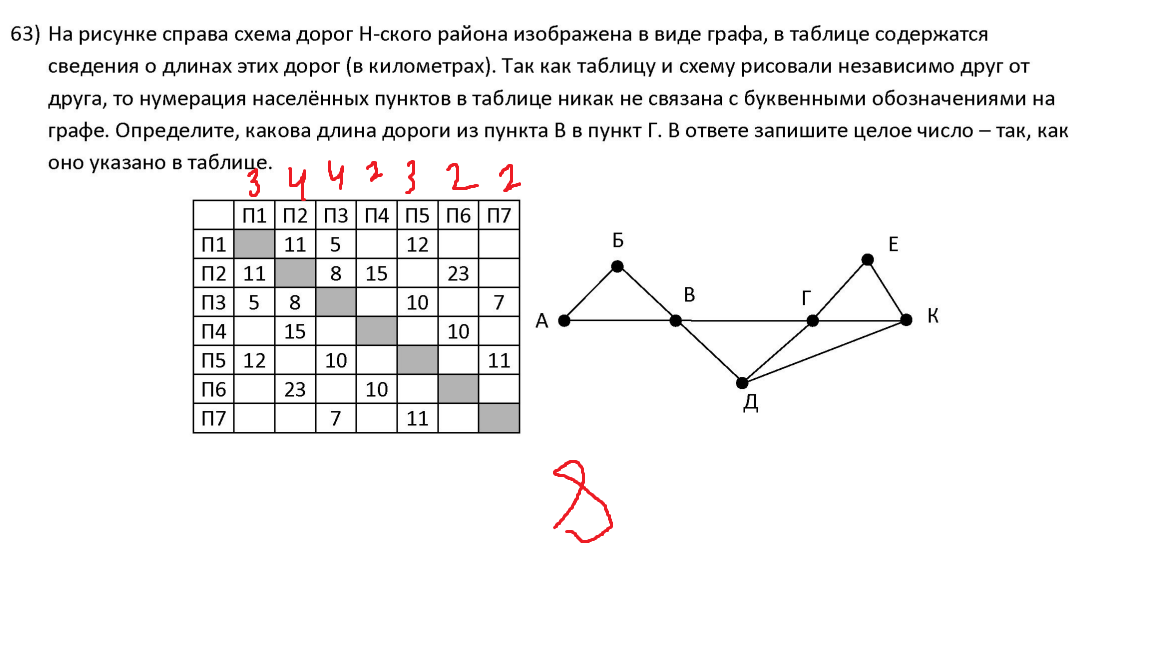 63) На рисунке справа схема дорог Н-ского района изображена в виде графа, в таблице содержатся
сведения о длинах этих дорог (в километрах). Так как таблицу и схему рисовали независимо друг от
друга, то нумерация населённых пунктов в таблице никак не связана с буквенными обозначениями на
графе. Определите, какова длина дороги из пункта В в пункт Г. В ответе запишите целое число – так, как
оно указано в таблице.
3 4 4 2 3 2 2
П1 П2 П3 П4 П5 П6 П7
П1 11 5 12
П2 11 8 15 23
П3 5 8 10 7
П4 15 10
П5 12 10 11
П6 23 10
П7 7 11
Б
Е
В
Г
А
К
Д
8